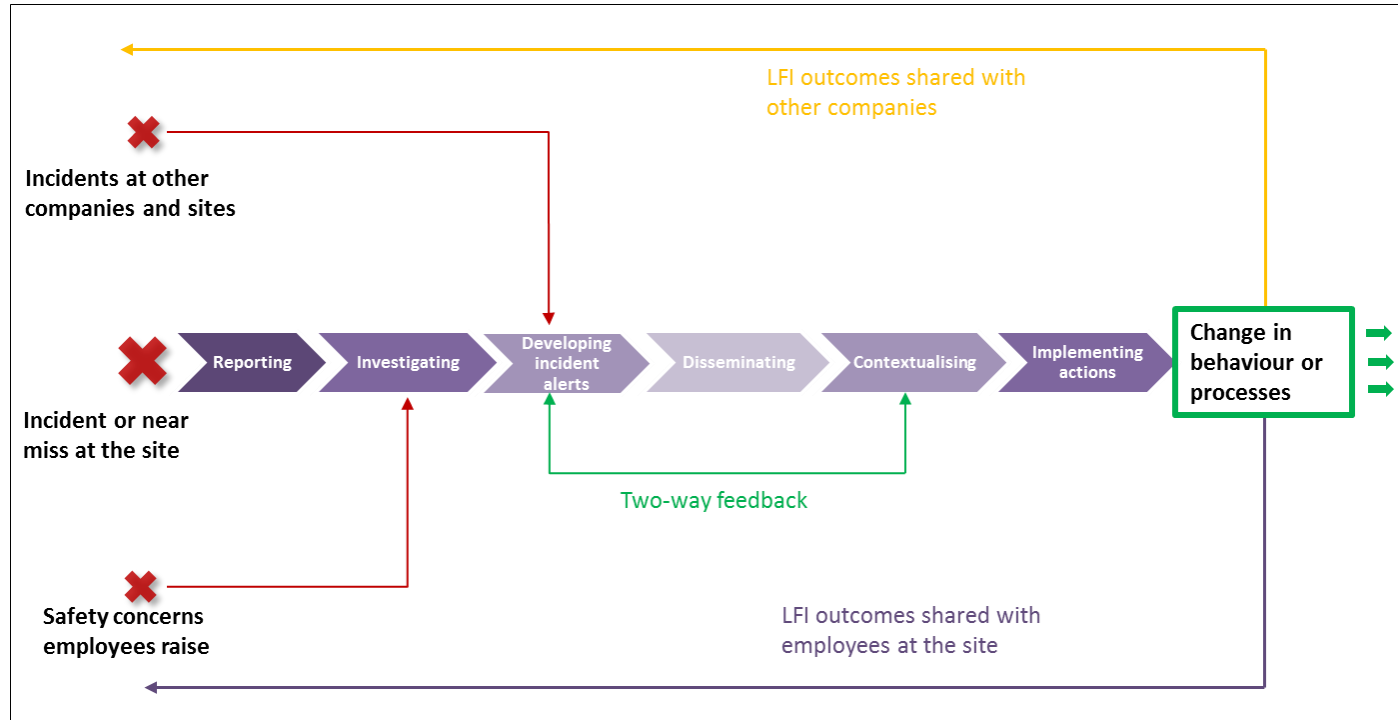 LFI outcomes shared with
other companies
Incidents at other
companies and sites
Reporting
Investigating
Developing
incident
alerts
Disseminating
Contextualising
Implementing
actions
Change in
behaviour or
processes
Incident or near
miss at the site
Two-way feedback
Safety concerns
employees raise
LFI outcomes shared with
employees at the site